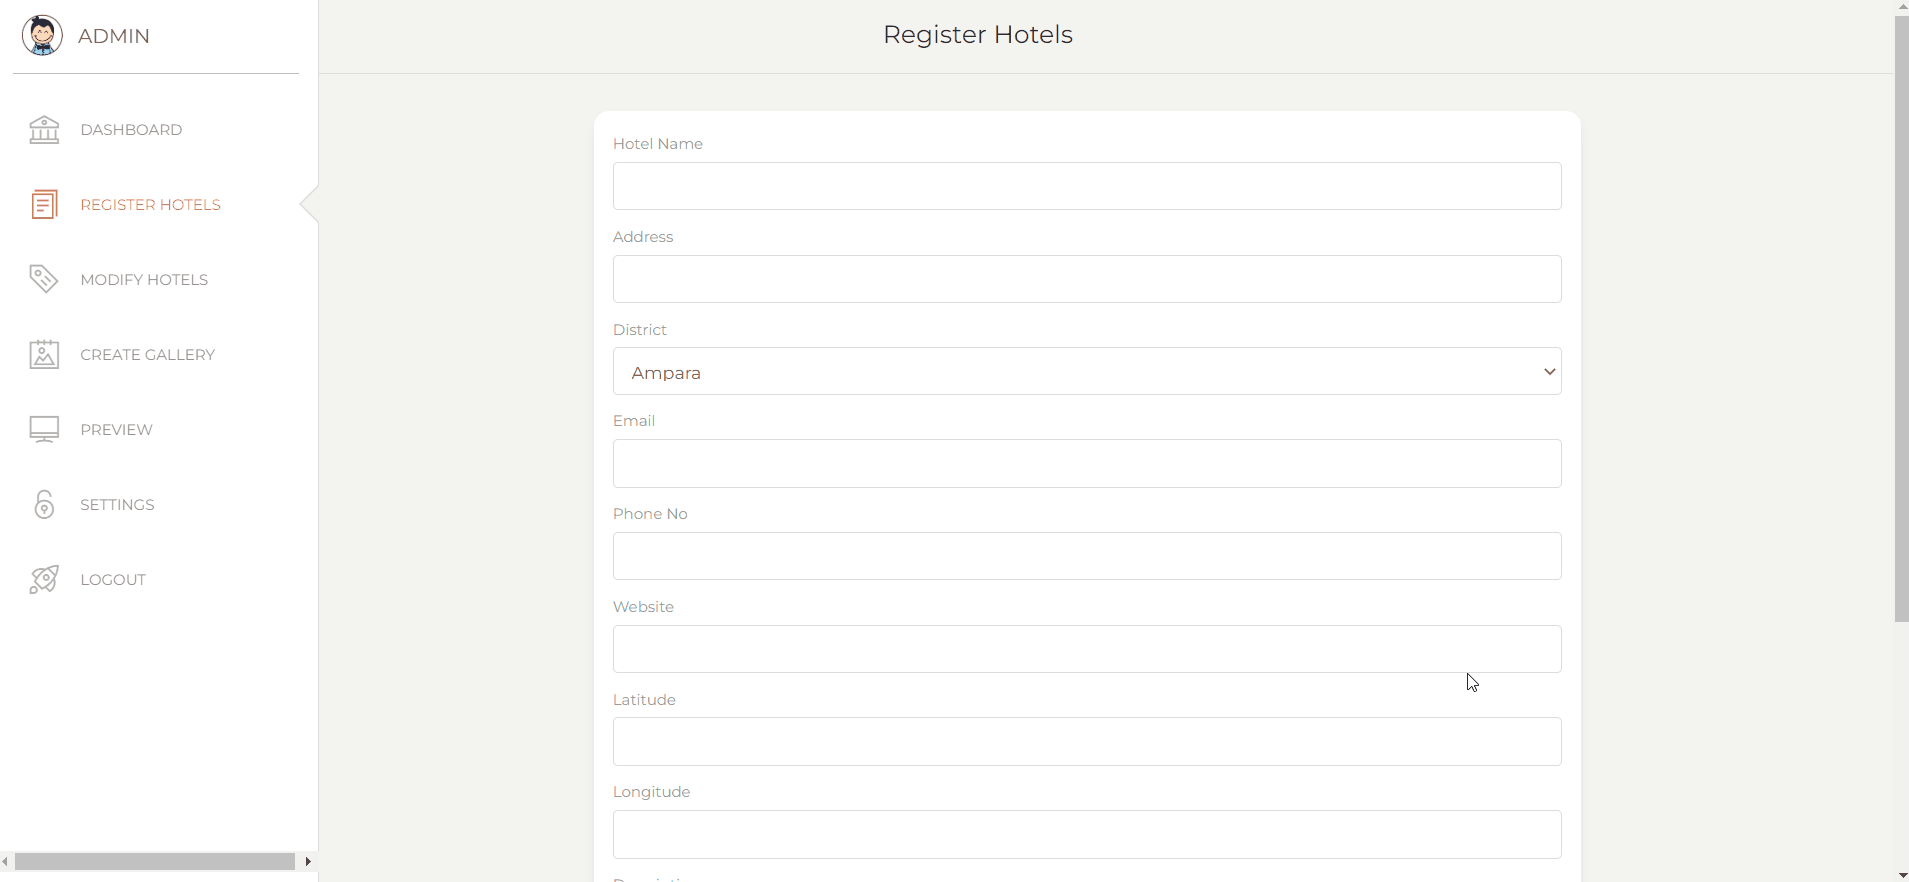 ADMIN
DASHBOARD
REGISTER HOTELS
MODIFY HOTELS
CREATE GALLERY
PREVIEW
SETTINGS
LOGOUT
Register Hotels
Hotel Name
Address
District
Ampara
Email
Phone No
Website
Latitude
Longitude